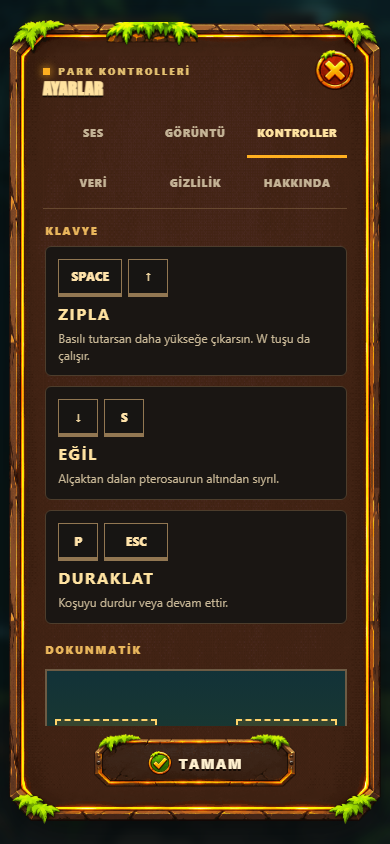 PARK KONTROLLERİ
AYARLAR
SES GÖRÜNTÜ KONTROLLER
VERİ GİZLİLİK HAKKINDA
KLAVYE
SPACE ↑
ZIPLA
Basılı tutarsan daha yükseğe çıkarsın. W tuşu da
çalışır.
↓ S
EĞİL
Alçaktan dalan pterosaurun altından sıyrıl.
P ESC
DURAKLAT
Koşuyu durdur veya devam ettir.
DOKUNMATİK
TAMAM